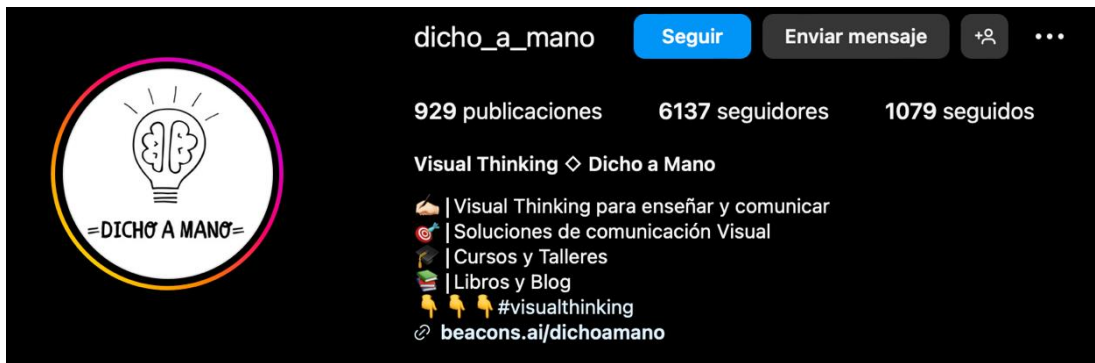 dicho_a_mano Seguir Enviar mensaje
929 publicaciones 6137 seguidores 1079 seguidos
Visual Thinking ◇ Dicho a Mano
✍🏻 | Visual Thinking para enseñar y comunicar
🎯 | Soluciones de comunicación Visual
🎓 | Cursos y Talleres
📚 | Libros y Blog
👇 👇 👇 #visualthinking
beacons.ai/dichoamano
=DICHO A MANO=